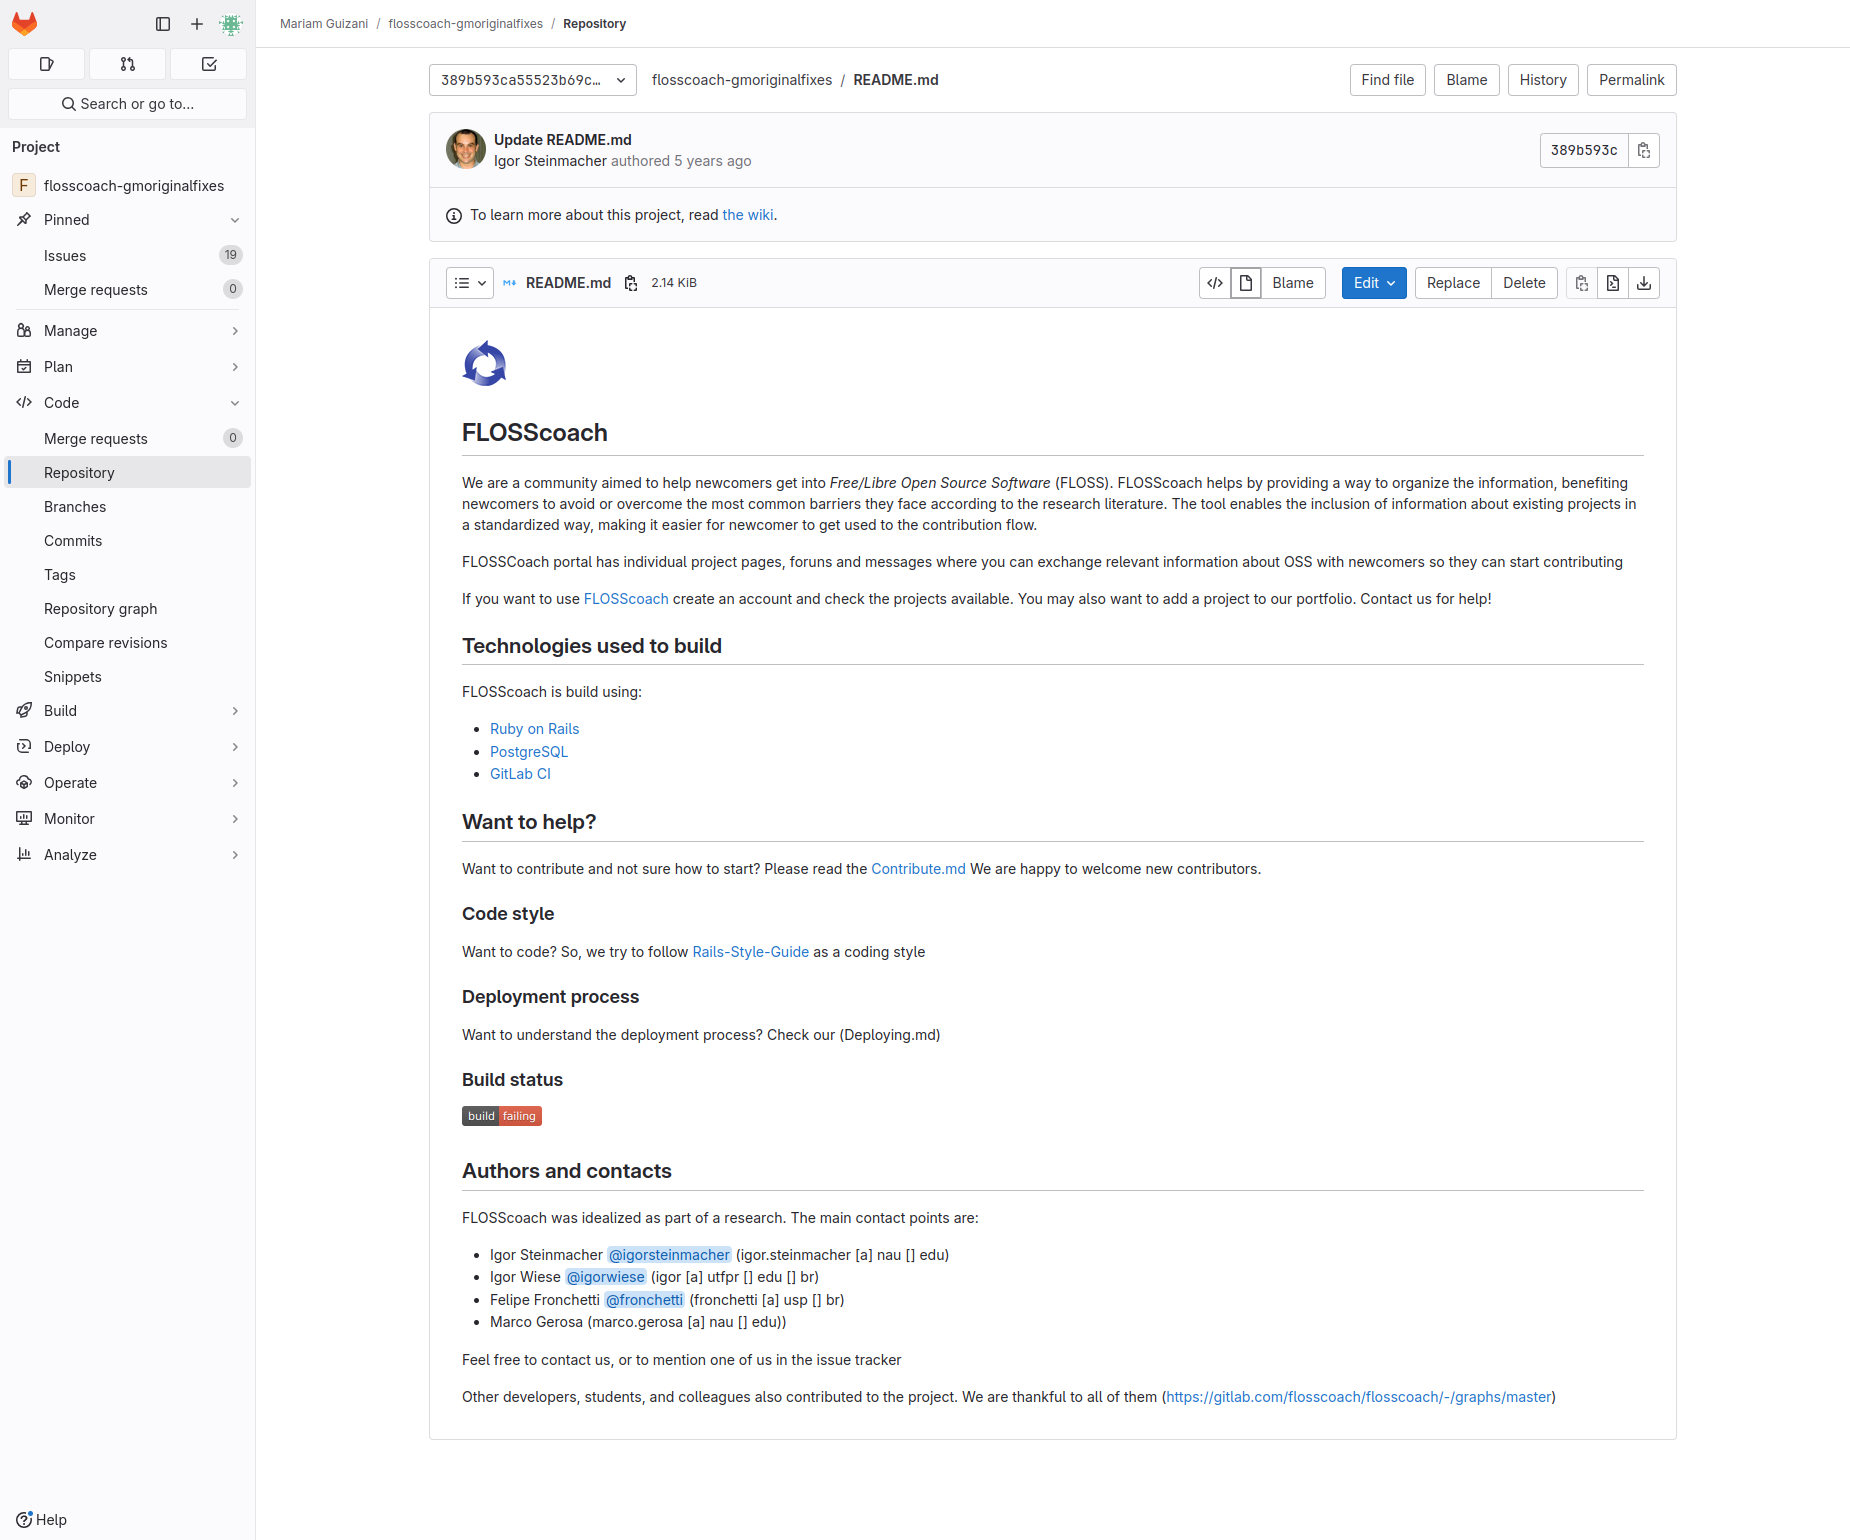 Mariam Guizani / flosscoach-gmoriginalfixes / Repository
Search or go to...
Project
F flosscoach-gmoriginalfixes
Pinned
Issues 19
Merge requests 0
Manage
Plan
Code
Merge requests 0
Repository
Branches
Commits
Tags
Repository graph
Compare revisions
Snippets
Build
Deploy
Operate
Monitor
Analyze
Help
389b593ca55523b69c… flosscoach-gmoriginalfixes / README.md Find file Blame History Permalink
Update README.md
Igor Steinmacher authored 5 years ago
389b593c
To learn more about this project, read the wiki.
M README.md 2.14 KiB Blame Edit Replace Delete
FLOSScoach
We are a community aimed to help newcomers get into Free/Libre Open Source Software (FLOSS). FLOSScoach helps by providing a way to organize the information, benefiting
newcomers to avoid or overcome the most common barriers they face according to the research literature. The tool enables the inclusion of information about existing projects in
a standardized way, making it easier for newcomer to get used to the contribution flow.
FLOSSCoach portal has individual project pages, foruns and messages where you can exchange relevant information about OSS with newcomers so they can start contributing
If you want to use FLOSScoach create an account and check the projects available. You may also want to add a project to our portfolio. Contact us for help!
Technologies used to build
FLOSScoach is build using:
• Ruby on Rails
• PostgreSQL
• GitLab CI
Want to help?
Want to contribute and not sure how to start? Please read the Contribute.md We are happy to welcome new contributors.
Code style
Want to code? So, we try to follow Rails-Style-Guide as a coding style
Deployment process
Want to understand the deployment process? Check our (Deploying.md)
Build status
build failing
Authors and contacts
FLOSScoach was idealized as part of a research. The main contact points are:
• Igor Steinmacher @igorsteinmacher (igor.steinmacher [a] nau [] edu)
• Igor Wiese @igorwiese (igor [a] utfpr [] edu [] br)
• Felipe Fronchetti @fronchetti (fronchetti [a] usp [] br)
• Marco Gerosa (marco.gerosa [a] nau [] edu))
Feel free to contact us, or to mention one of us in the issue tracker
Other developers, students, and colleagues also contributed to the project. We are thankful to all of them (https://gitlab.com/flosscoach/flosscoach/-/graphs/master)